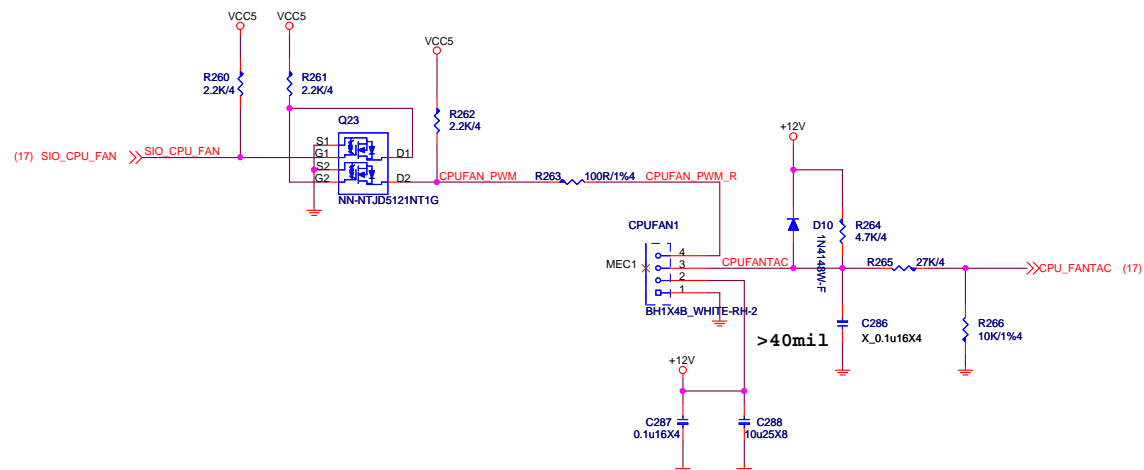 VCC5
VCC5
VCC5
R260
2.2K/4
R261
2.2K/4
R262
2.2K/4
Q23
S1
G1
S2
G2
D1
D2
(17) SIO_CPU_FAN
SIO_CPU_FAN
NN-NTJD5121NT1G
CPUFAN_PWM
R263
100R/1%4
CPUFAN_PWM_R
+12V
D10
1N4148W-F
R264
4.7K/4
CPUFAN1
MEC1
4
3
2
1
CPUFANTAC
R265
27K/4
CPU_FANTAC (17)
BH1X4B_WHITE-RH-2
>40mil
C286
X_0.1u16X4
R266
10K/1%4
+12V
C287
0.1u16X4
C288
10u25X8